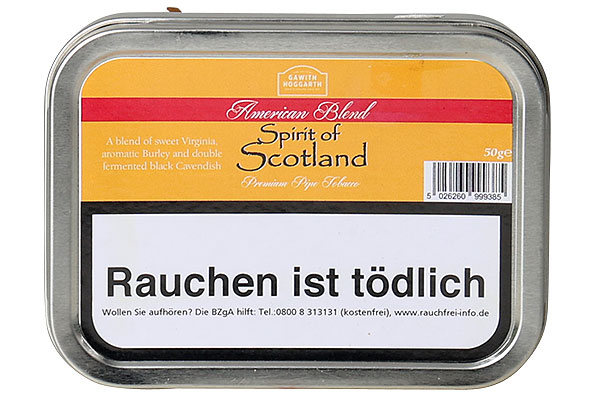 GAWITH
HOGGARTH
American Blend
Spirit of
Scotland
Premium Pipe Tobacco
A blend of sweet Virginia,
aromatic Burley and double
fermented black Cavendish
50g℮
5 026260 999385
Rauchen ist tödlich
Wollen Sie aufhören? Die BZgA hilft: Tel.:0800 8 313131 (kostenfrei), www.rauchfrei-info.de